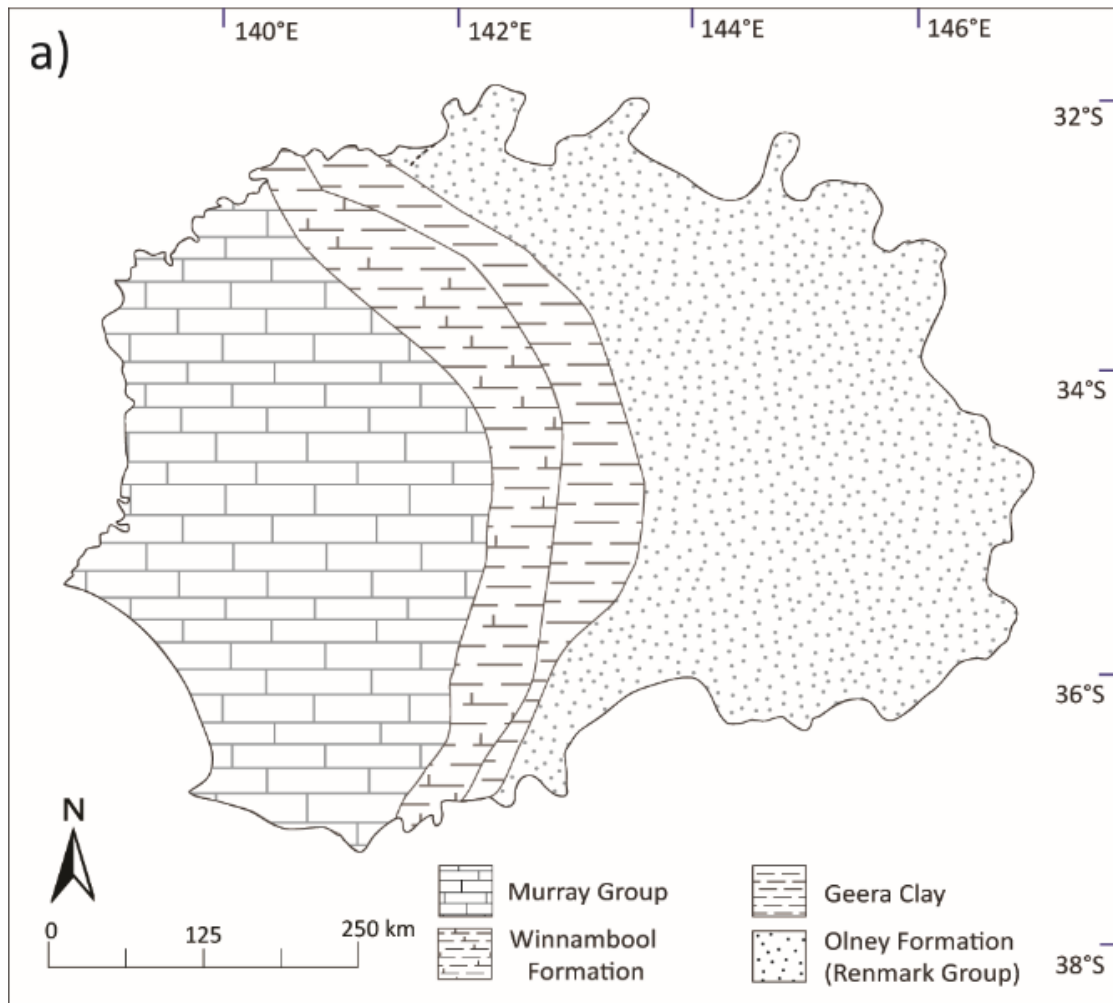 a)
140°E
142°E
144°E
146°E
32°S
34°S
36°S
38°S
N
0
125
250 km
Murray Group
Winnambool
Formation
Geera Clay
Olney Formation
(Renmark Group)